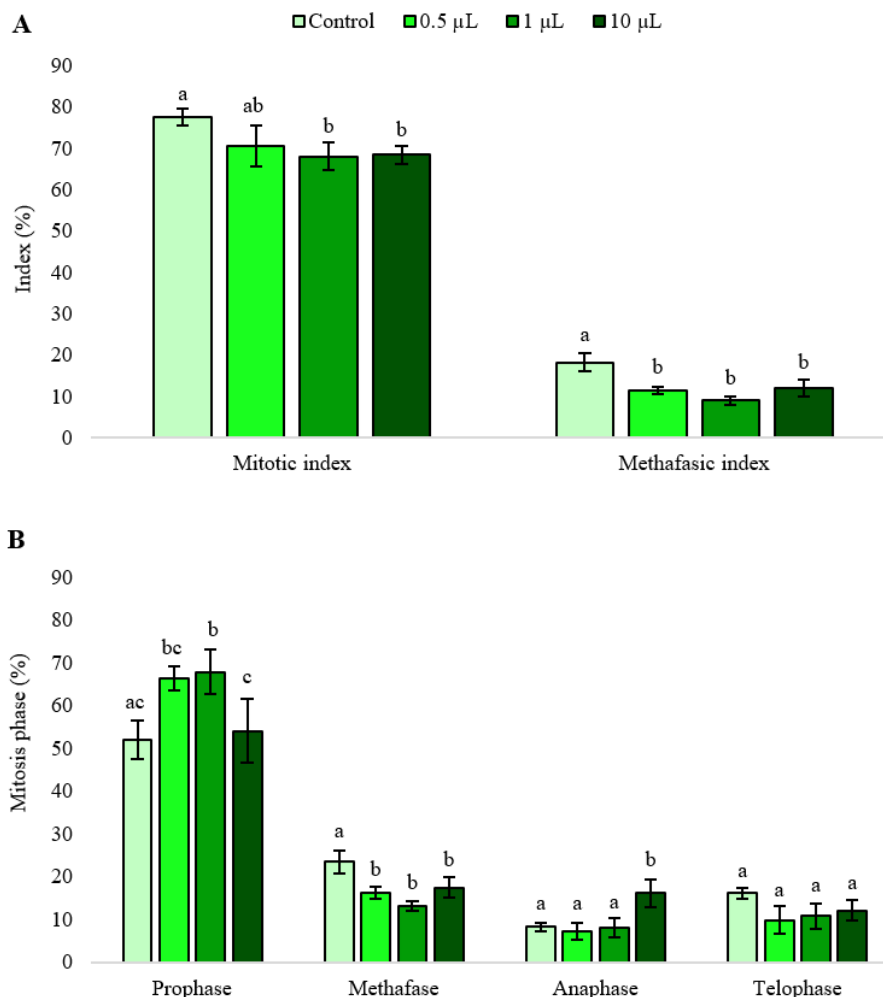 A
Control 0.5 µL 1 µL 10 µL
90
80
70
60
50
40
30
20
10
0
Index (%)
a ab b b
a b b b
Mitotic index Methafasic index
B
90
80
70
60
50
40
30
20
10
0
Mitosis phase (%)
ac bc b c
a b b b
a a a b
a a a a
Prophase Methafase Anaphase Telophase